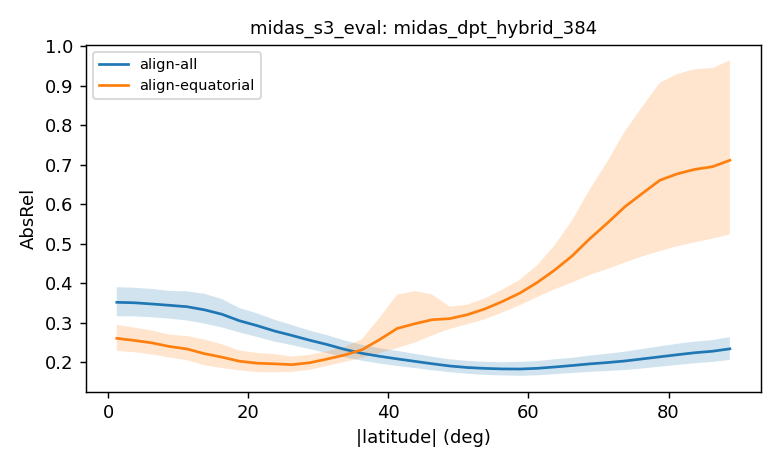 midas_s3_eval: midas_dpt_hybrid_384
align-all
align-equatorial
AbsRel
1.0
0.9
0.8
0.7
0.6
0.5
0.4
0.3
0.2
0 20 40 60 80
|latitude| (deg)